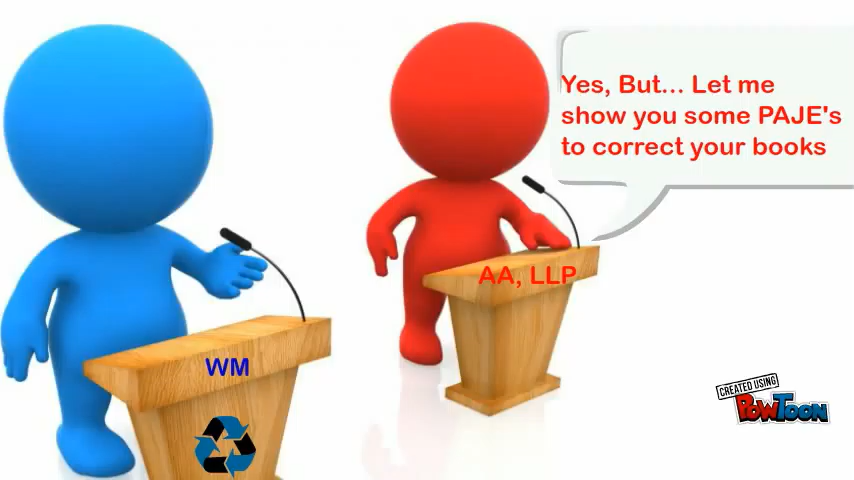 Yes, But... Let me
show you some PAJE's
to correct your books
AA, LLP
WM
CREATED USING
POWTOON